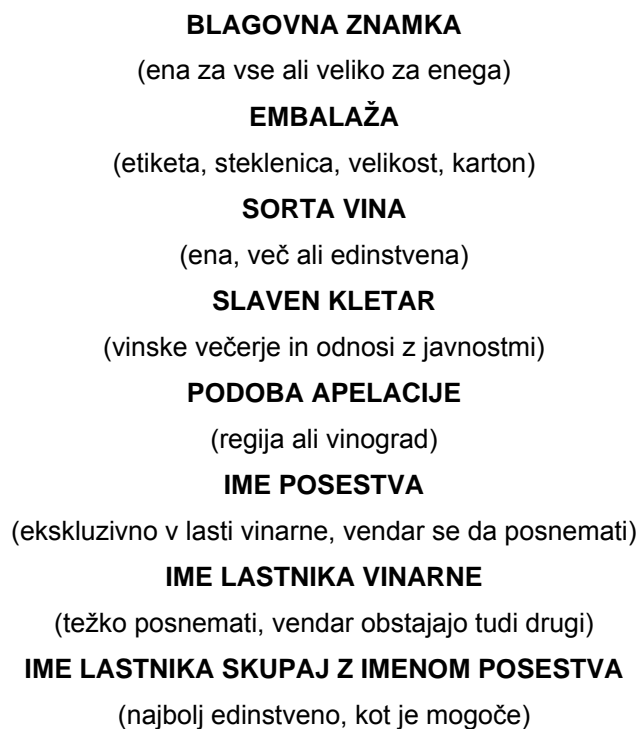 BLAGOVNA ZNAMKA
(ena za vse ali veliko za enega)
EMBALAŽA
(etiketa, steklenica, velikost, karton)
SORTA VINA
(ena, več ali edinstvena)
SLAVEN KLETAR
(vinske večerje in odnosi z javnostmi)
PODOBA APELACIJE
(regija ali vinograd)
IME POSESTVA
(ekskluzivno v lasti vinarne, vendar se da posnemati)
IME LASTNIKA VINARNE
(težko posnemati, vendar obstajajo tudi drugi)
IME LASTNIKA SKUPAJ Z IMENOM POSESTVA
(najbolj edinstveno, kot je mogoče)